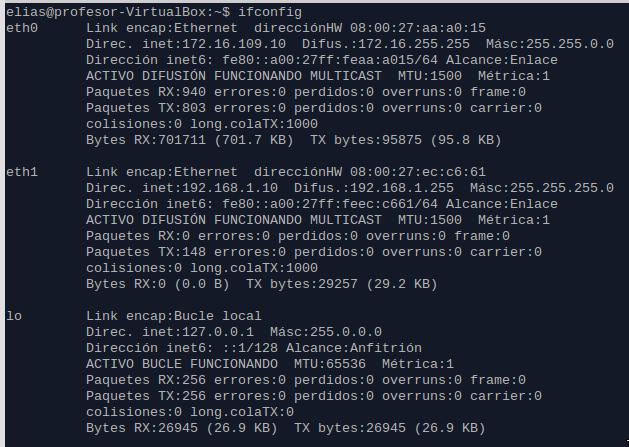 elias@profesor-VirtualBox:~$ ifconfig
eth0 Link encap:Ethernet direcciónHW 08:00:27:aa:a0:15
Direc. inet:172.16.109.10 Difus.:172.16.255.255 Másc:255.255.0.0
Dirección inet6: fe80::a00:27ff:feaa:a015/64 Alcance:Enlace
ACTIVO DIFUSIÓN FUNCIONANDO MULTICAST MTU:1500 Métrica:1
Paquetes RX:940 errores:0 perdidos:0 overruns:0 frame:0
Paquetes TX:803 errores:0 perdidos:0 overruns:0 carrier:0
colisiones:0 long.colaTX:1000
Bytes RX:701711 (701.7 KB) TX bytes:95875 (95.8 KB)
eth1 Link encap:Ethernet direcciónHW 08:00:27:ec:c6:61
Direc. inet:192.168.1.10 Difus.:192.168.1.255 Másc:255.255.255.0
Dirección inet6: fe80::a00:27ff:feec:c661/64 Alcance:Enlace
ACTIVO DIFUSIÓN FUNCIONANDO MULTICAST MTU:1500 Métrica:1
Paquetes RX:0 errores:0 perdidos:0 overruns:0 frame:0
Paquetes TX:148 errores:0 perdidos:0 overruns:0 carrier:0
colisiones:0 long.colaTX:1000
Bytes RX:0 (0.0 B) TX bytes:29257 (29.2 KB)
lo Link encap:Bucle local
Direc. inet:127.0.0.1 Másc:255.0.0.0
Dirección inet6: ::1/128 Alcance:Anfitrión
ACTIVO BUCLE FUNCIONANDO MTU:65536 Métrica:1
Paquetes RX:256 errores:0 perdidos:0 overruns:0 frame:0
Paquetes TX:256 errores:0 perdidos:0 overruns:0 carrier:0
colisiones:0 long.colaTX:0
Bytes RX:26945 (26.9 KB) TX bytes:26945 (26.9 KB)